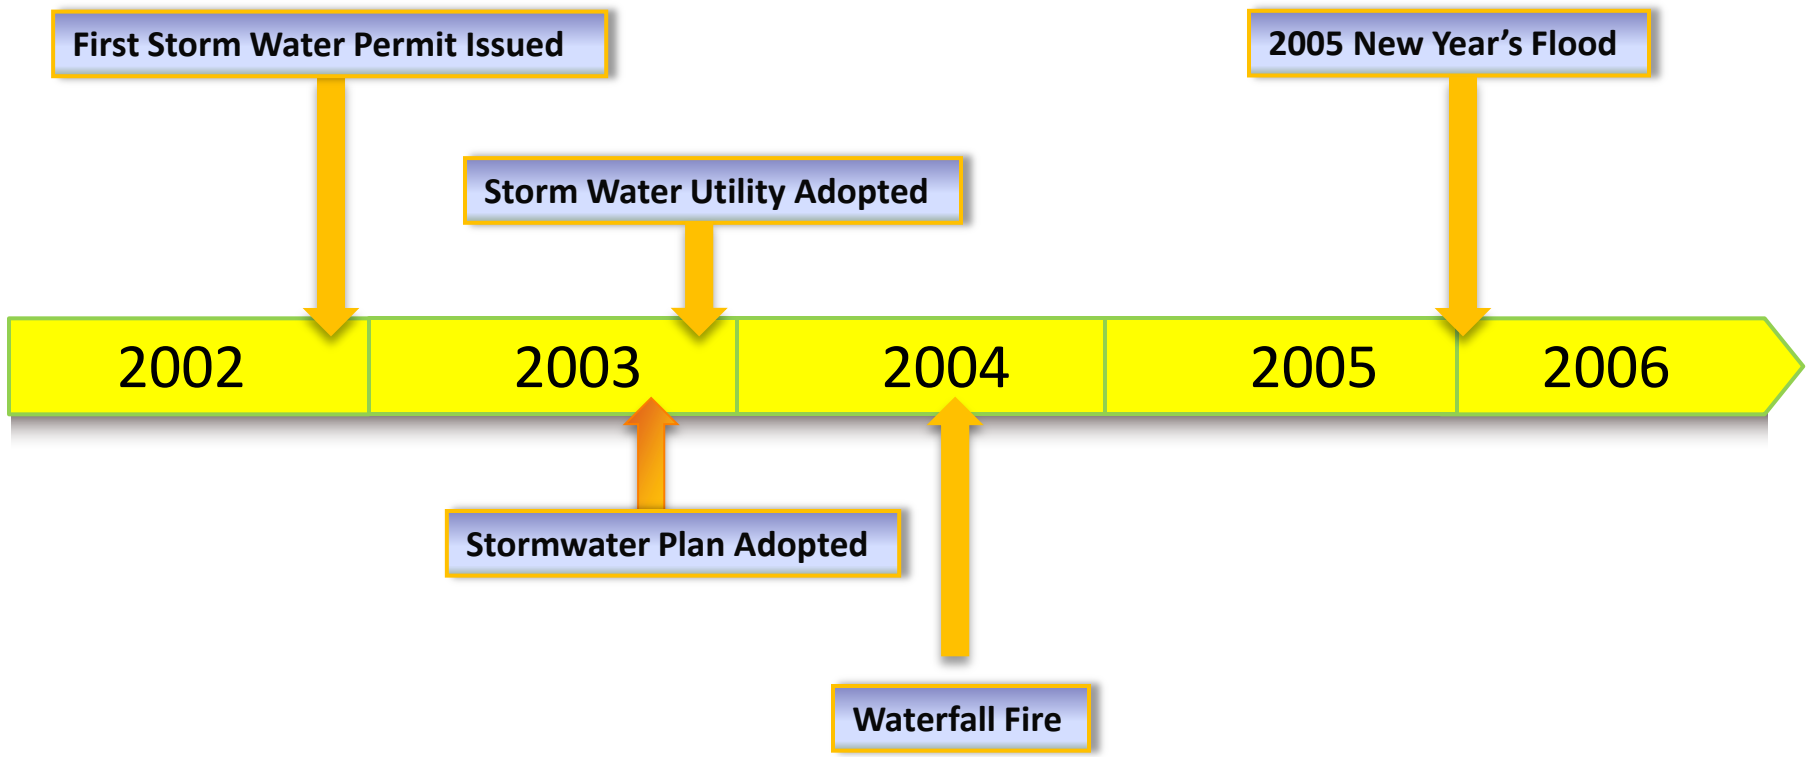 First Storm Water Permit Issued
2005 New Year’s Flood
Storm Water Utility Adopted
2002
2003
2004
2005
2006
Stormwater Plan Adopted
Waterfall Fire